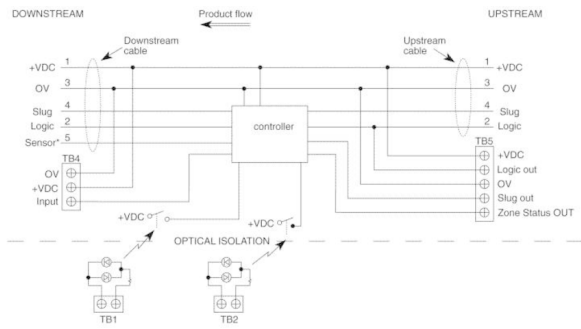 DOWNSTREAM
Product flow
UPSTREAM
Downstream
cable
Upstream
cable
+VDC 1
1 +VDC
OV 3
3 OV
Slug 4
4 Slug
Logic 2
2 Logic
Sensor* 5
controller
TB4
OV
+VDC
Input
TB5
+VDC
Logic out
OV
Slug out
Zone Status OUT
+VDC
+VDC
OPTICAL ISOLATION
TB1
TB2